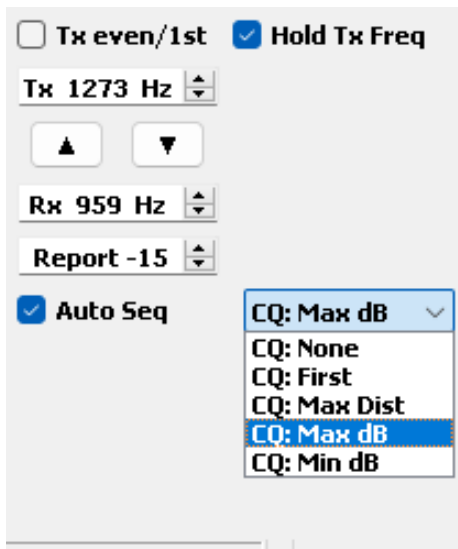 Tx even/1st Hold Tx Freq
Tx 1273 Hz
▲ ▼
Rx 959 Hz
Report -15
Auto Seq CQ: Max dB
CQ: None
CQ: First
CQ: Max Dist
CQ: Max dB
CQ: Min dB